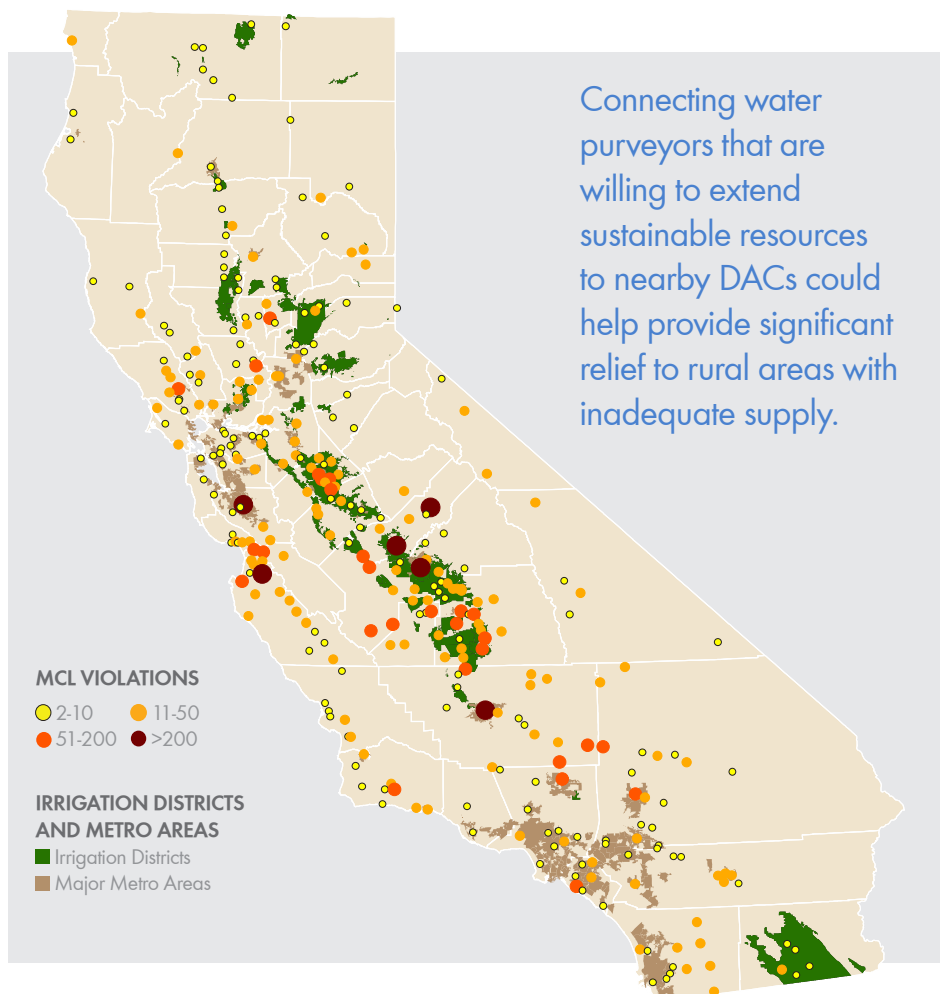 Connecting water
purveyors that are
willing to extend
sustainable resources
to nearby DACs could
help provide significant
relief to rural areas with
inadequate supply.
MCL VIOLATIONS
2-10 11-50
51-200 >200
IRRIGATION DISTRICTS
AND METRO AREAS
Irrigation Districts
Major Metro Areas